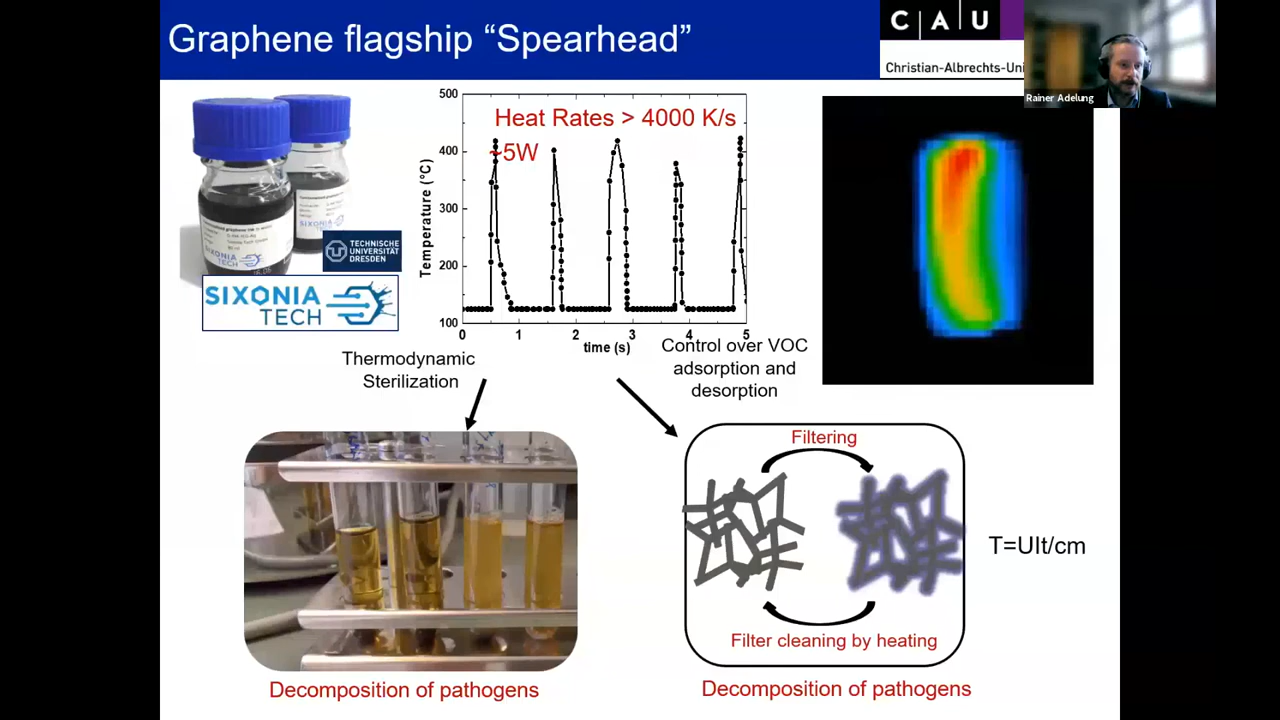 Graphene flagship “Spearhead”
C A U
Christian-Albrechts-Uni
Rainer Adelung
SIXONIA
TECH
TECHNISCHE
UNIVERSITÄT
DRESDEN
SIXONIA
TECH
Heat Rates > 4000 K/s
~5W
Temperature (°C)
500
400
300
200
100
0 1 2 3 4 5
time (s)
Thermodynamic
Sterilization
Control over VOC
adsorption and
desorption
Filtering
Filter cleaning by heating
T=UIt/cm
Decomposition of pathogens
Decomposition of pathogens